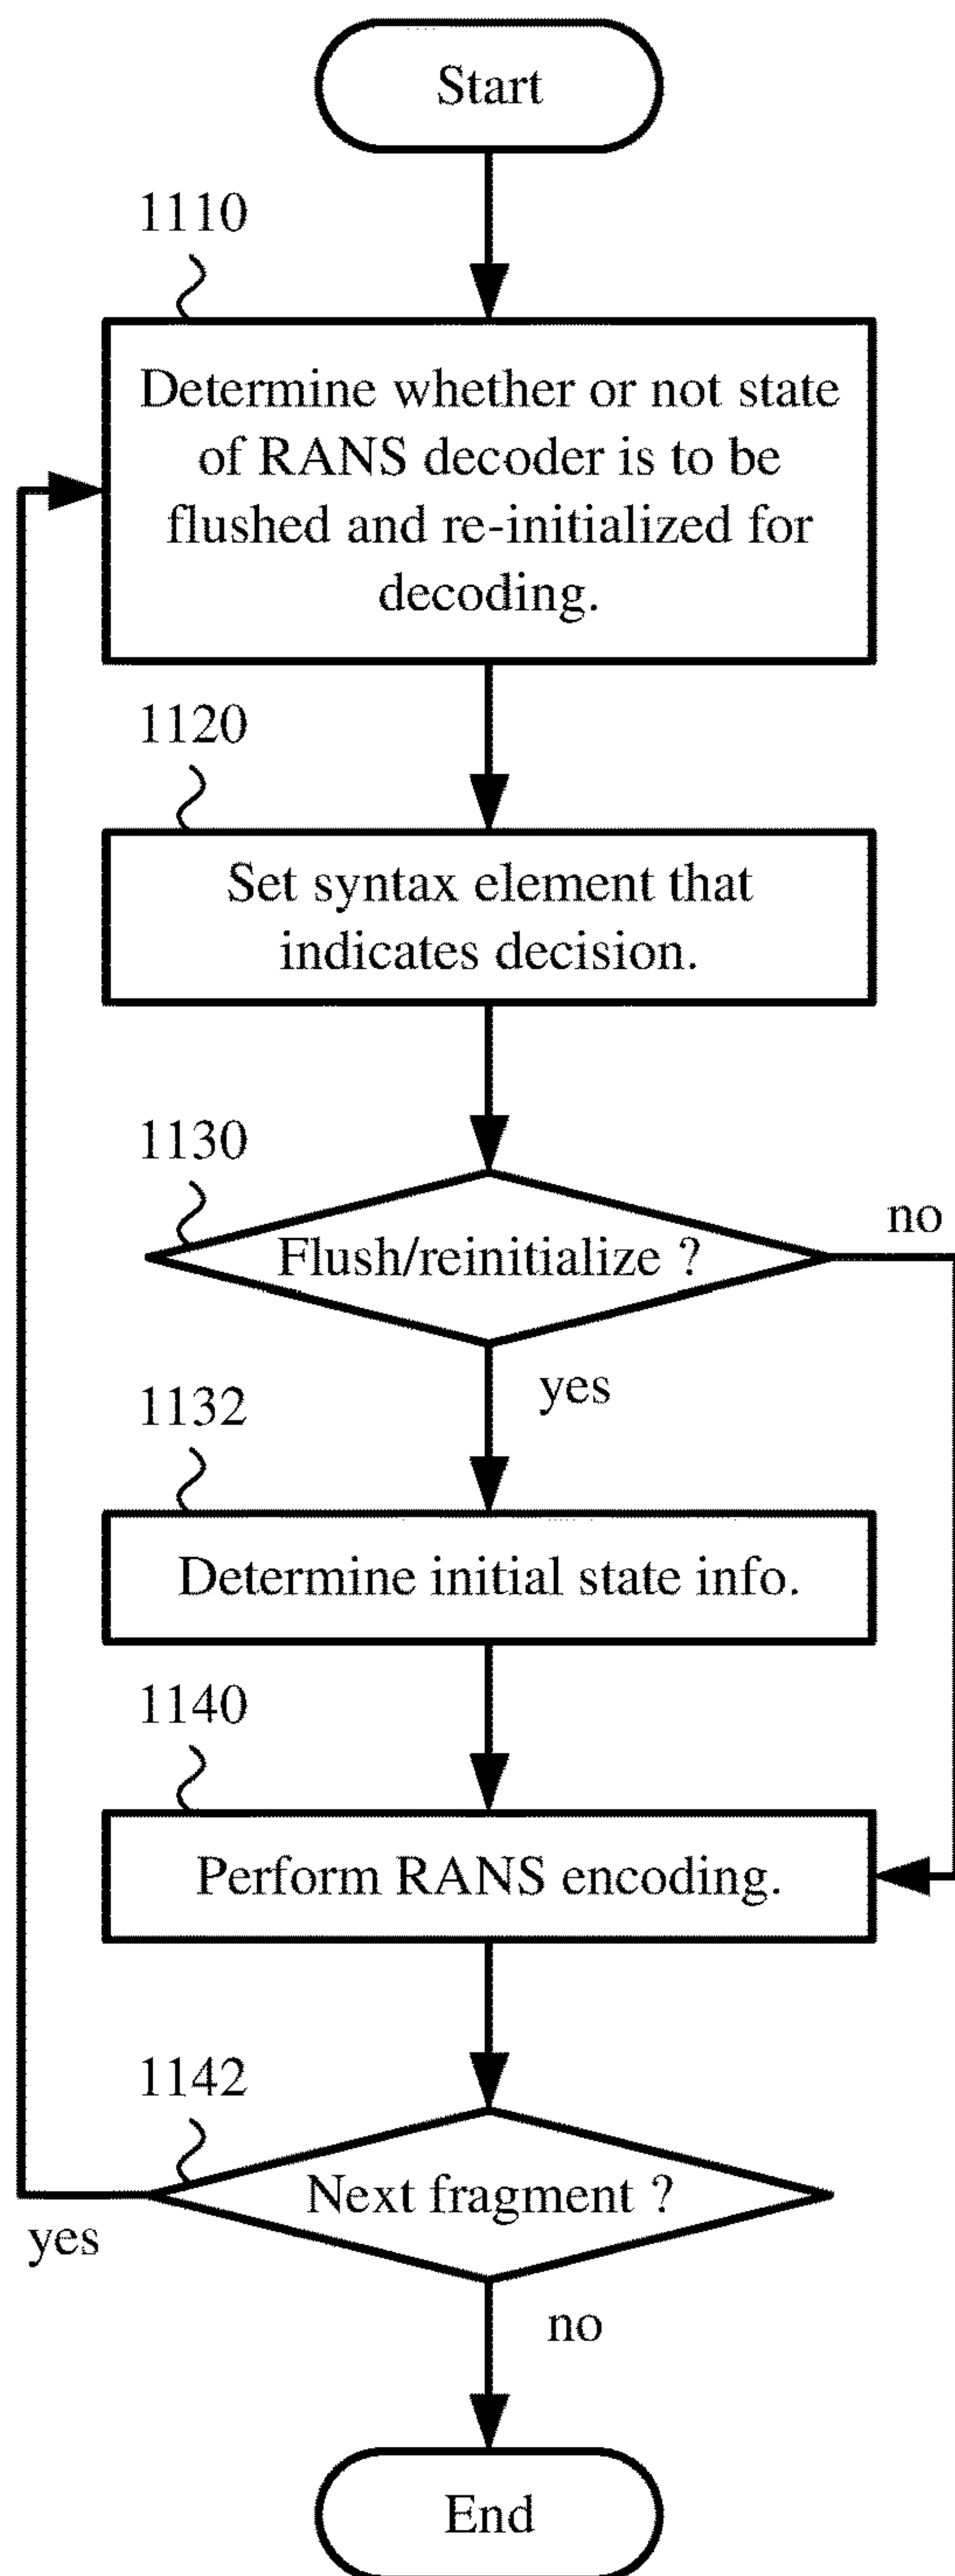 Start
1110
Determine whether or not state
of RANS decoder is to be
flushed and re-initialized for
decoding.
1120
Set syntax element that
indicates decision.
1130
no
Flush/reinitialize ?
yes
1132
Determine initial state info.
1140
Perform RANS encoding.
1142
Next fragment ?
yes
no
End